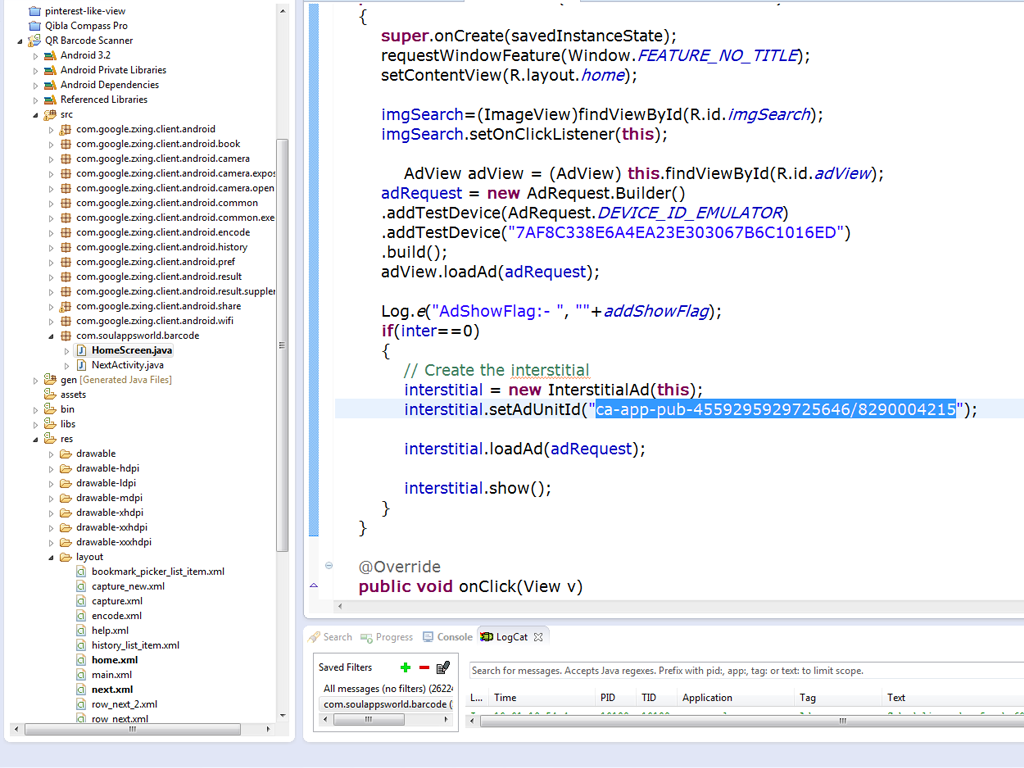 pinterest-like-view
Qibla Compass Pro
QR Barcode Scanner
Android 3.2
Android Private Libraries
Android Dependencies
Referenced Libraries
src
com.google.zxing.client.android
com.google.zxing.client.android.book
com.google.zxing.client.android.camera
com.google.zxing.client.android.camera.expos
com.google.zxing.client.android.camera.open
com.google.zxing.client.android.common
com.google.zxing.client.android.common.exe
com.google.zxing.client.android.encode
com.google.zxing.client.android.history
com.google.zxing.client.android.pref
com.google.zxing.client.android.result
com.google.zxing.client.android.result.supplem
com.google.zxing.client.android.share
com.google.zxing.client.android.wifi
com.soulappsworld.barcode
HomeScreen.java
NextActivity.java
gen [Generated Java Files]
assets
bin
libs
res
drawable
drawable-hdpi
drawable-ldpi
drawable-mdpi
drawable-xhdpi
drawable-xxhdpi
drawable-xxxhdpi
layout
bookmark_picker_list_item.xml
capture_new.xml
capture.xml
encode.xml
help.xml
history_list_item.xml
home.xml
main.xml
next.xml
row_next_2.xml
row_next.xml
{
super.onCreate(savedInstanceState);
requestWindowFeature(Window.FEATURE_NO_TITLE);
setContentView(R.layout.home);
imgSearch=(ImageView)findViewById(R.id.imgSearch);
imgSearch.setOnClickListener(this);
AdView adView = (AdView) this.findViewById(R.id.adView);
adRequest = new AdRequest.Builder()
.addTestDevice(AdRequest.DEVICE_ID_EMULATOR)
.addTestDevice("7AF8C338E6A4EA23E303067B6C1016ED")
.build();
adView.loadAd(adRequest);
Log.e("AdShowFlag:- ", ""+addShowFlag);
if(inter==0)
{
// Create the interstitial
interstitial = new InterstitialAd(this);
interstitial.setAdUnitId("ca-app-pub-4559295929725646/8290004215");
interstitial.loadAd(adRequest);
interstitial.show();
}
}
@Override
public void onClick(View v)
Search Progress Console LogCat
Saved Filters
All messages (no filters) (2622
com.soulappsworld.barcode (
Search for messages. Accepts Java regexes. Prefix with pid:, app:, tag: or text: to limit scope.
L... Time PID TID Application Tag Text